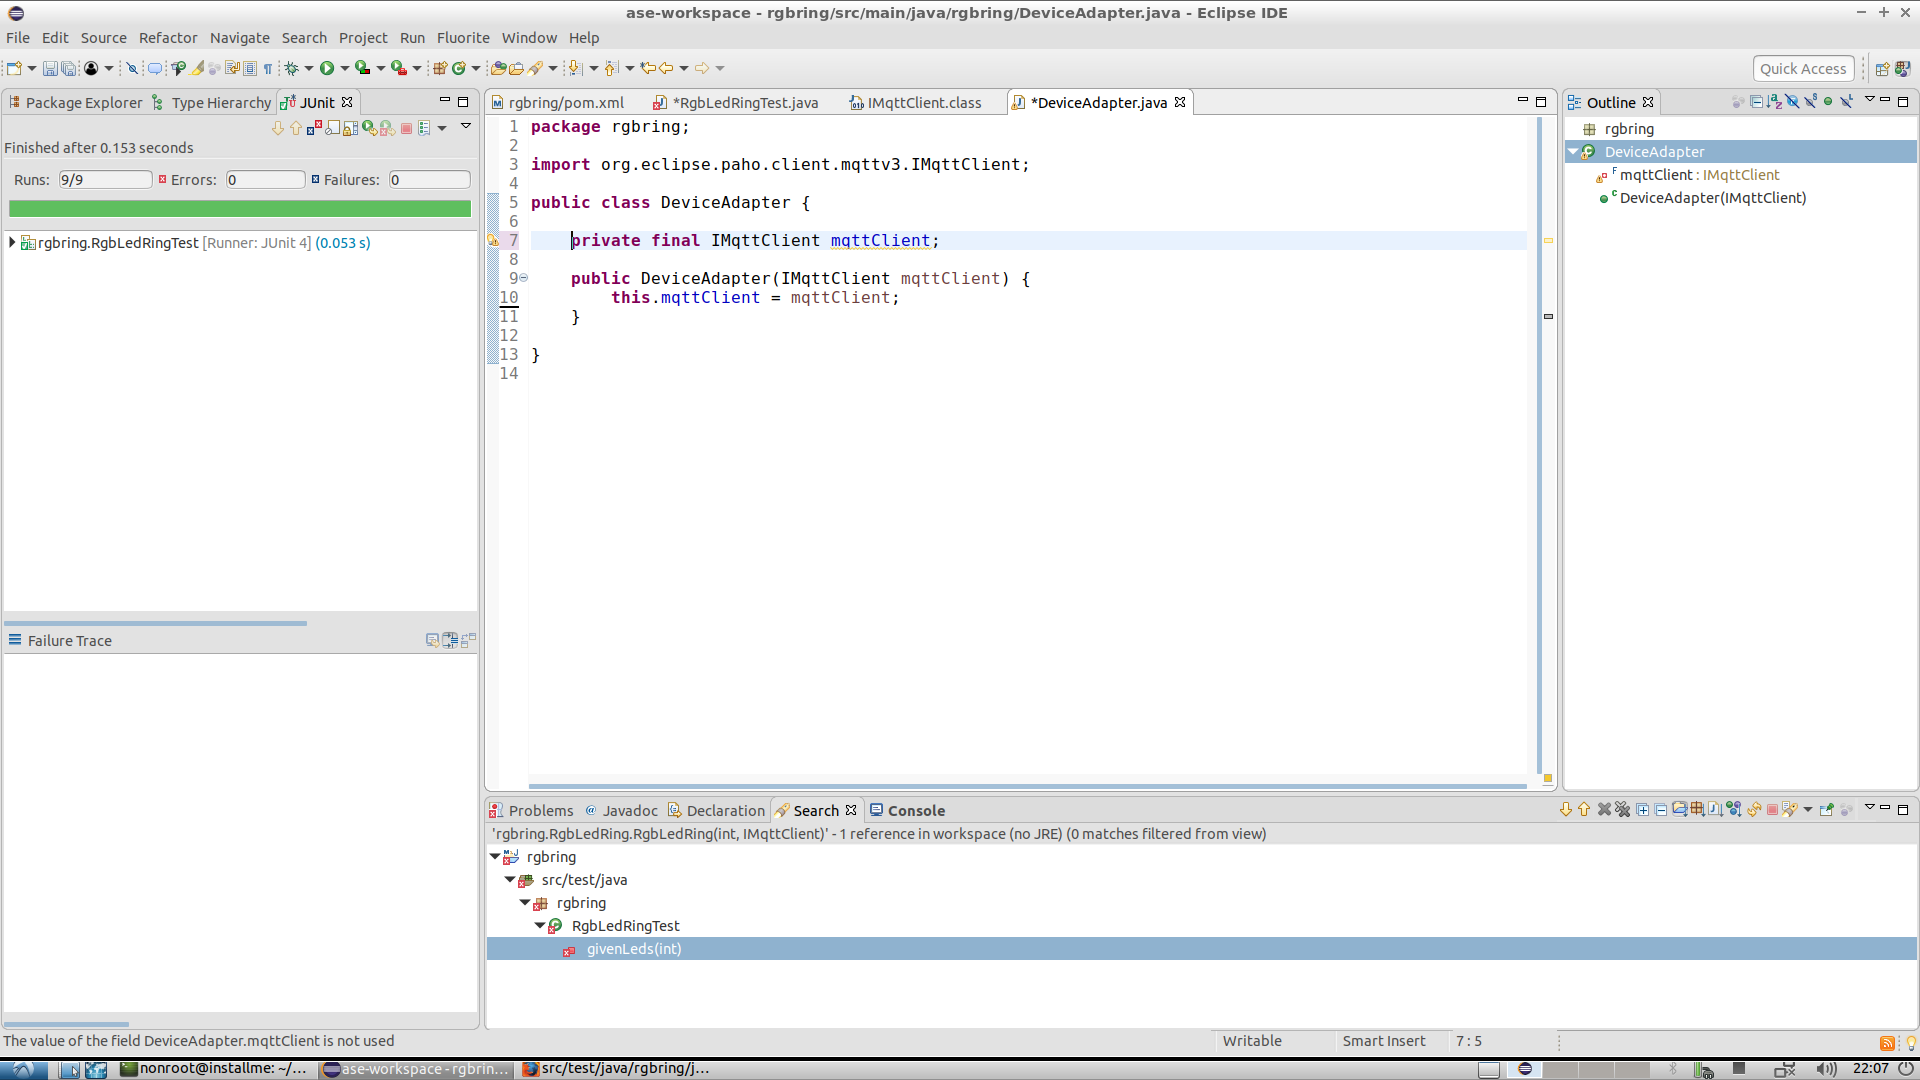 ase-workspace - rgbring/src/main/java/rgbring/DeviceAdapter.java - Eclipse IDE
File Edit Source Refactor Navigate Search Project Run Fluorite Window Help
Quick Access
Package Explorer Type Hierarchy JUnit
Finished after 0.153 seconds
Runs: 9/9 Errors: 0 Failures: 0
rgbring.RgbLedRingTest [Runner: JUnit 4] (0.053 s)
Failure Trace
rgbring/pom.xml *RgbLedRingTest.java IMqttClient.class *DeviceAdapter.java
1 package rgbring;
2
3 import org.eclipse.paho.client.mqttv3.IMqttClient;
4
5 public class DeviceAdapter {
6
7 private final IMqttClient mqttClient;
8
9 public DeviceAdapter(IMqttClient mqttClient) {
10 this.mqttClient = mqttClient;
11 }
12
13 }
14
Outline
rgbring
DeviceAdapter
mqttClient : IMqttClient
DeviceAdapter(IMqttClient)
Problems Javadoc Declaration Search Console
'rgbring.RgbLedRing.RgbLedRing(int, IMqttClient)' - 1 reference in workspace (no JRE) (0 matches filtered from view)
rgbring
src/test/java
rgbring
RgbLedRingTest
givenLeds(int)
The value of the field DeviceAdapter.mqttClient is not used
Writable Smart Insert 7 : 5
nonroot@installme: ~/... ase-workspace - rgbrin... src/test/java/rgbring/j... 22:07